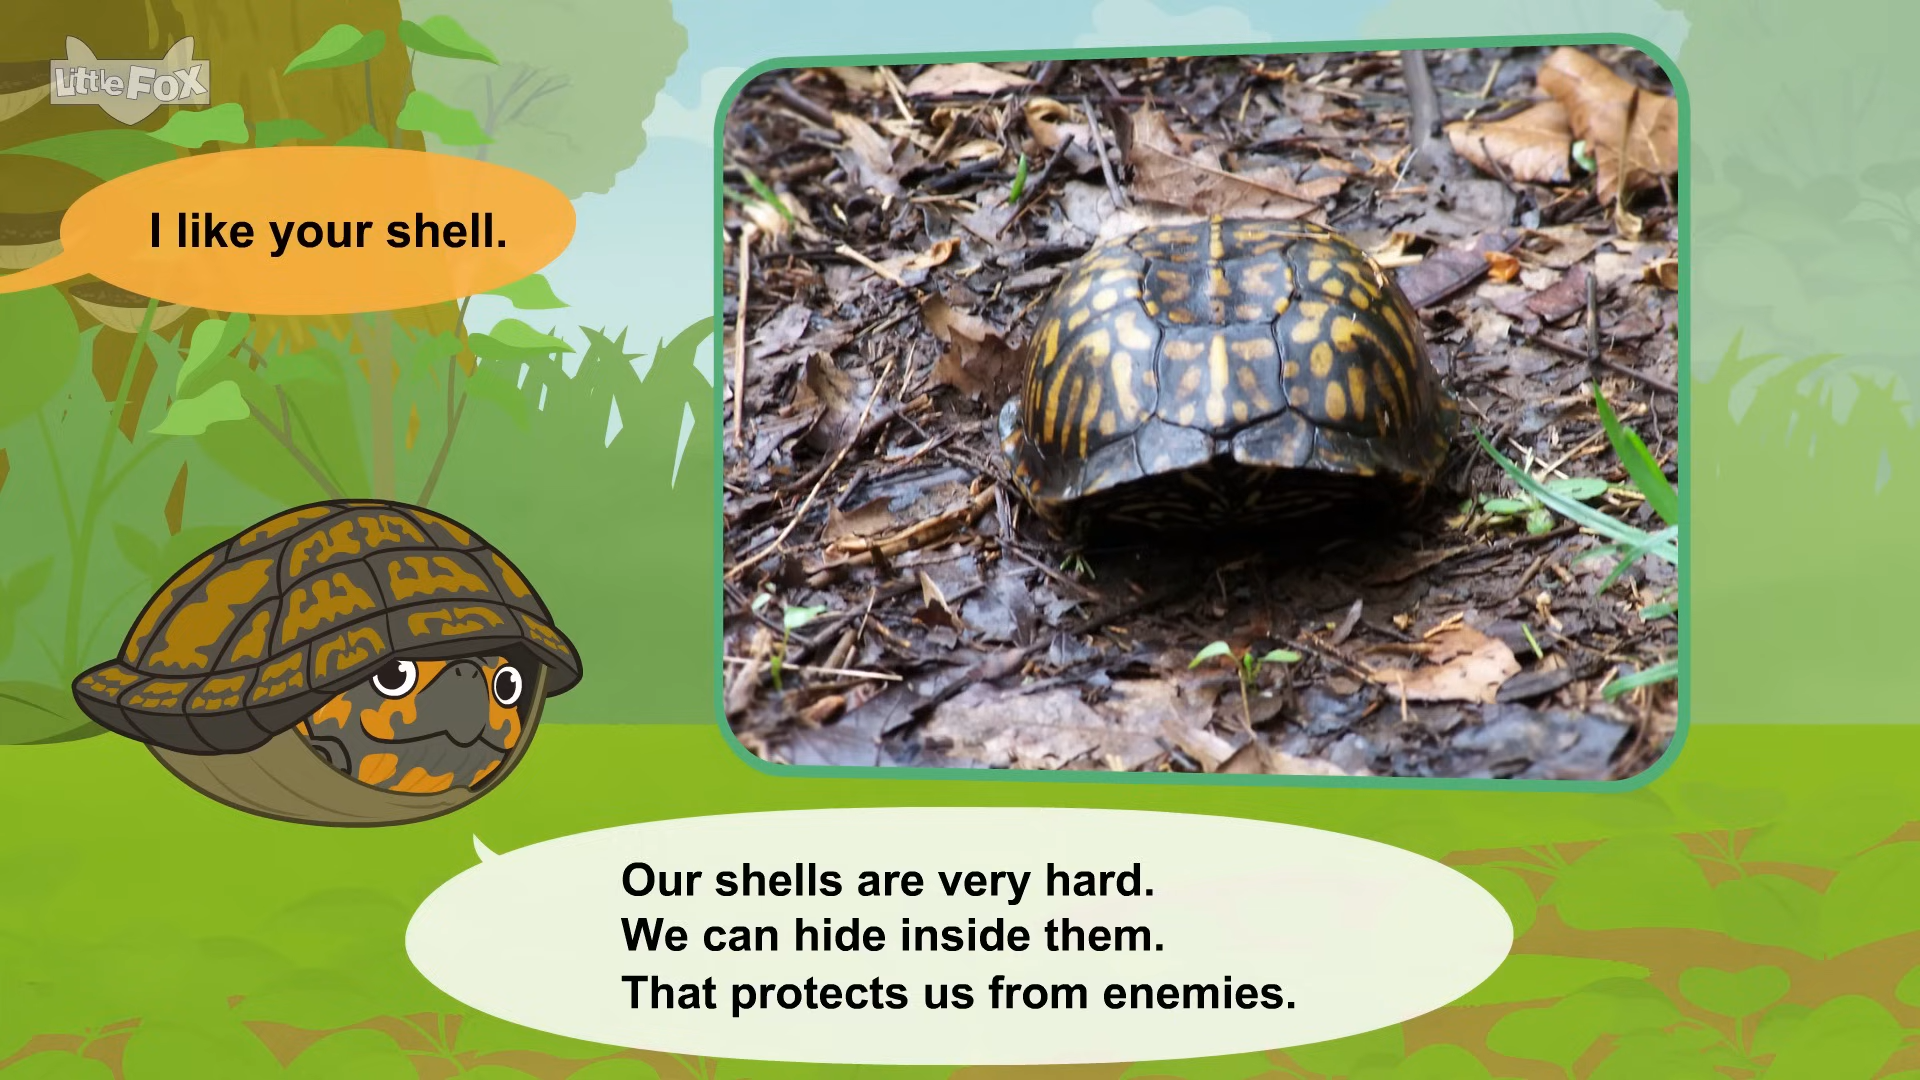 Little Fox
I like your shell.
Our shells are very hard.
We can hide inside them.
That protects us from enemies.